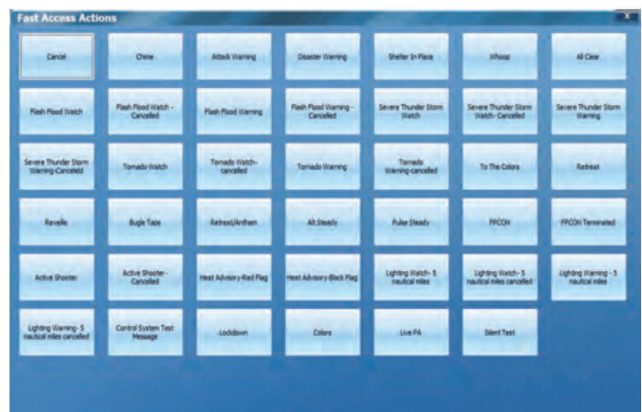 Fast Access Actions
X
Cancel
Chime
Attack Warning
Disaster Warning
Shelter In Place
Whoop
All Clear
Flash Flood Watch
Flash Flood Watch -
Cancelled
Flash Flood Warning
Flash Flood Warning -
Cancelled
Severe Thunder Storm
Watch
Severe Thunder Storm
Watch- Cancelled
Severe Thunder Storm
Warning
Severe Thunder Storm
Warning-Canceleld
Tornado Watch
Tornado Watch-
cancelled
Tornado Warning
Tornado
Warning-cancelled
To The Colors
Retreat
Reveille
Bugle Taps
Retreat/Anthem
Alt Steady
Pulse Steady
FPCON
FPCON Terminated
Active Shooter
Active Shooter-
Cancelled
Heat Advisory-Red Flag
Heat Advisory-Black Flag
Lighting Watch- 5
nautical miles
Lighting Watch- 5
nautical miles cancelled
Lighting Warning - 5
nautical miles
Lighting Warning- 5
nautical miles cancelled
Control System Test
Message
Lockdown
Colors
Live PA
Silent Test